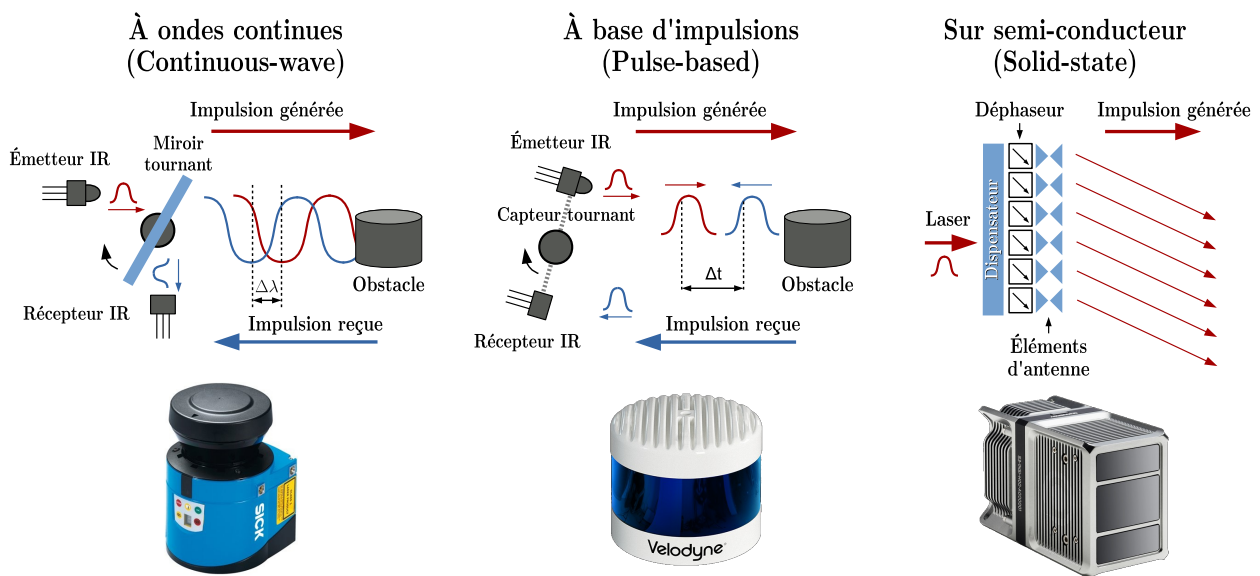 À ondes continues
(Continuous-wave)
Impulsion générée
Miroir
tournant
Émetteur IR
Δλ
Obstacle
Récepteur IR
Impulsion reçue
SICK
À base d'impulsions
(Pulse-based)
Impulsion générée
Émetteur IR
Capteur tournant
Δt
Obstacle
Récepteur IR
Impulsion reçue
Velodyne
Sur semi-conducteur
(Solid-state)
Déphaseur
Impulsion générée
Laser
Dispensateur
Éléments
d'antenne